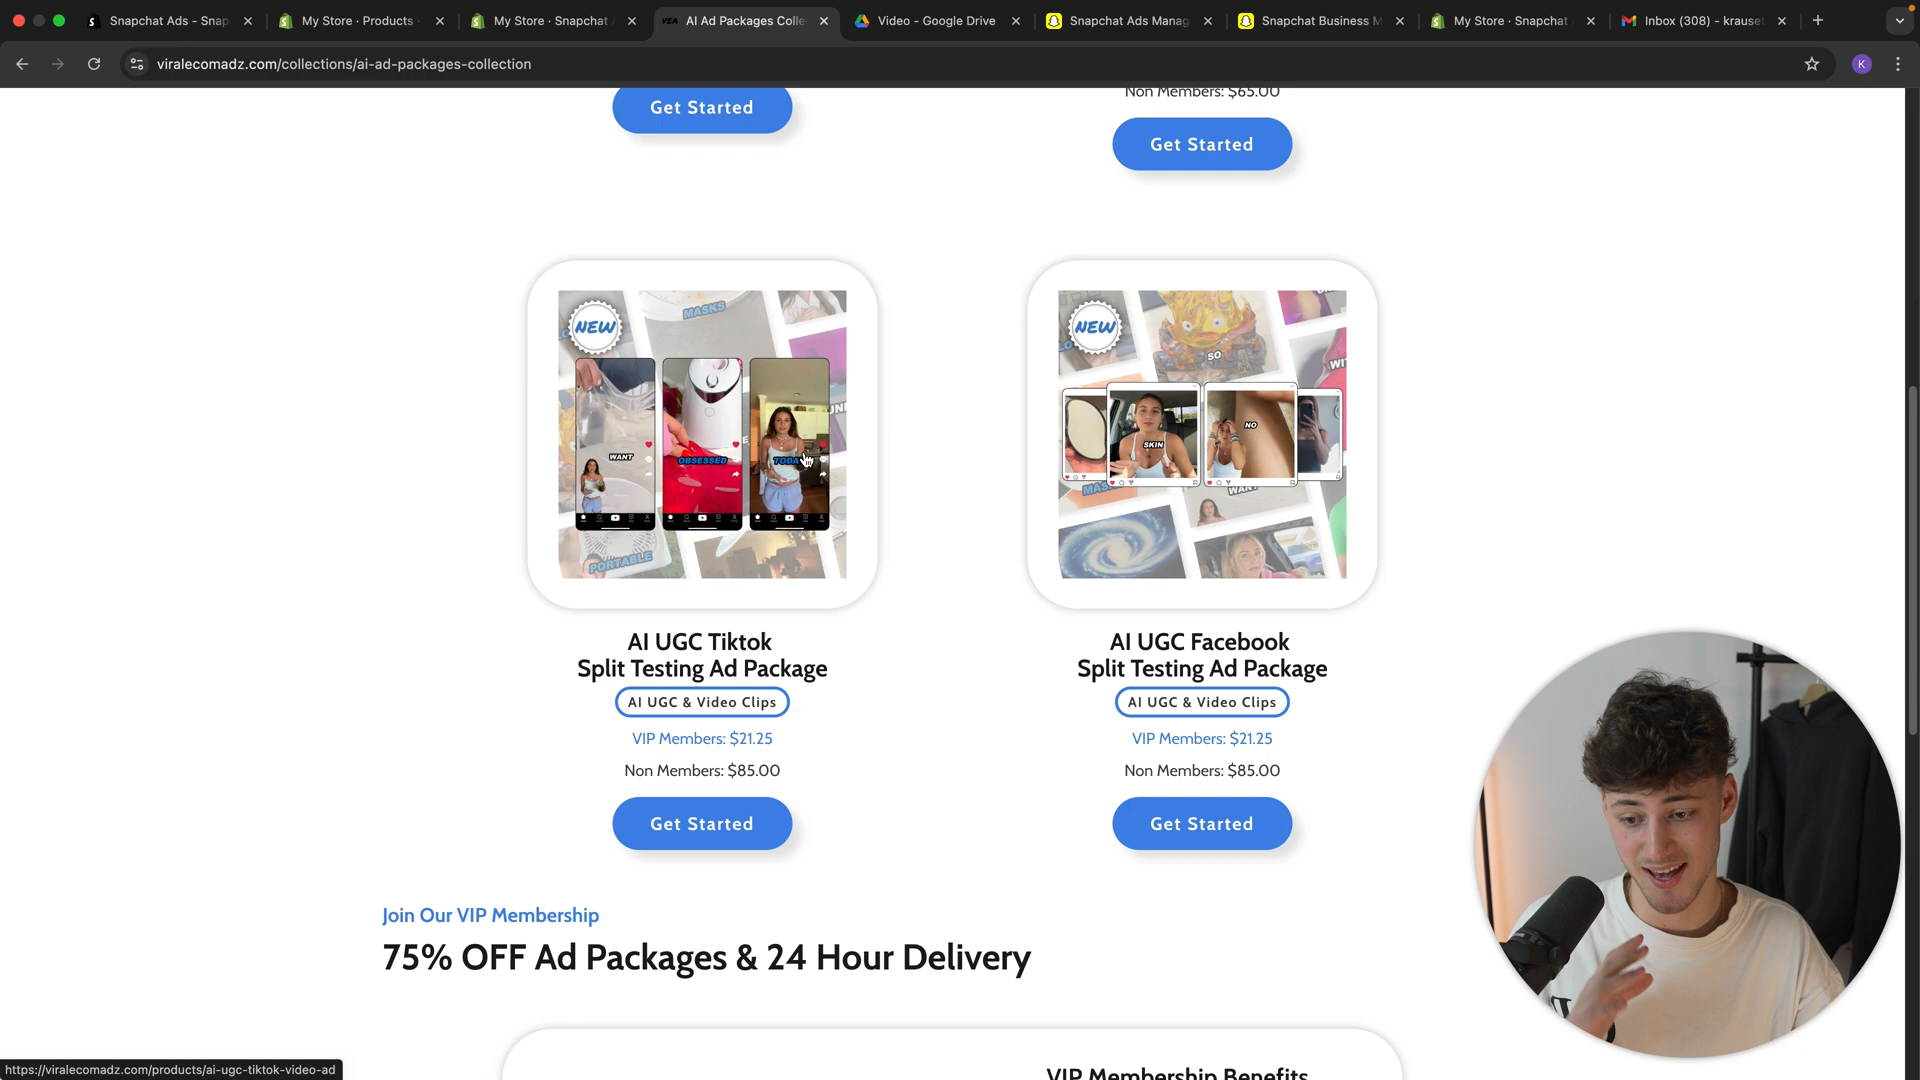 Snapchat Ads - Snap
My Store · Products
My Store · Snapchat
VEA AI Ad Packages Colle
Video - Google Drive
Snapchat Ads Manag
Snapchat Business M
My Store · Snapchat
Inbox (308) - krause
viralecomadz.com/collections/ai-ad-packages-collection
K
Get Started
Non Members: $65.00
Get Started
NEW
MASKS
WANT
OBSESSED
TODA
PORTABLE
NEW
SO
SKIN
NO
WAN
AI UGC Tiktok
Split Testing Ad Package
AI UGC & Video Clips
VIP Members: $21.25
Non Members: $85.00
Get Started
AI UGC Facebook
Split Testing Ad Package
AI UGC & Video Clips
VIP Members: $21.25
Non Members: $85.00
Get Started
Join Our VIP Membership
75% OFF Ad Packages & 24 Hour Delivery
VIP Membership Benefits
https://viralecomadz.com/products/ai-ugc-tiktok-video-ad